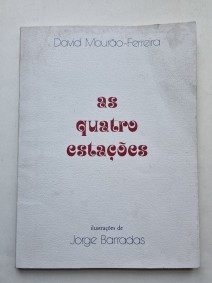 David Mourão-Ferreira
as
quatro
estações
ilustrações de
Jorge Barradas